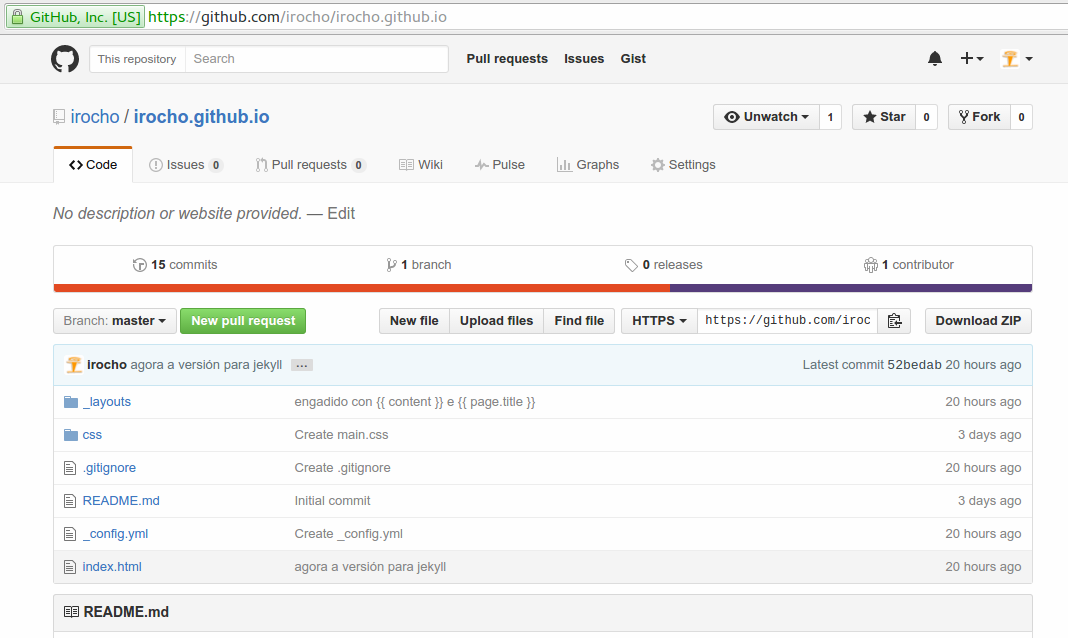 GitHub, Inc. [US] https://github.com/irocho/irocho.github.io
This repository Search Pull requests Issues Gist
irocho / irocho.github.io Unwatch 1 Star 0 Fork 0
Code Issues 0 Pull requests 0 Wiki Pulse Graphs Settings
No description or website provided. — Edit
15 commits 1 branch 0 releases 1 contributor
Branch: master New pull request New file Upload files Find file HTTPS https://github.com/iroc Download ZIP
irocho agora a versión para jekyll ... Latest commit 52bedab 20 hours ago
_layouts engadido con {{ content }} e {{ page.title }} 20 hours ago
css Create main.css 3 days ago
.gitignore Create .gitignore 20 hours ago
README.md Initial commit 3 days ago
_config.yml Create _config.yml 20 hours ago
index.html agora a versión para jekyll 20 hours ago
README.md